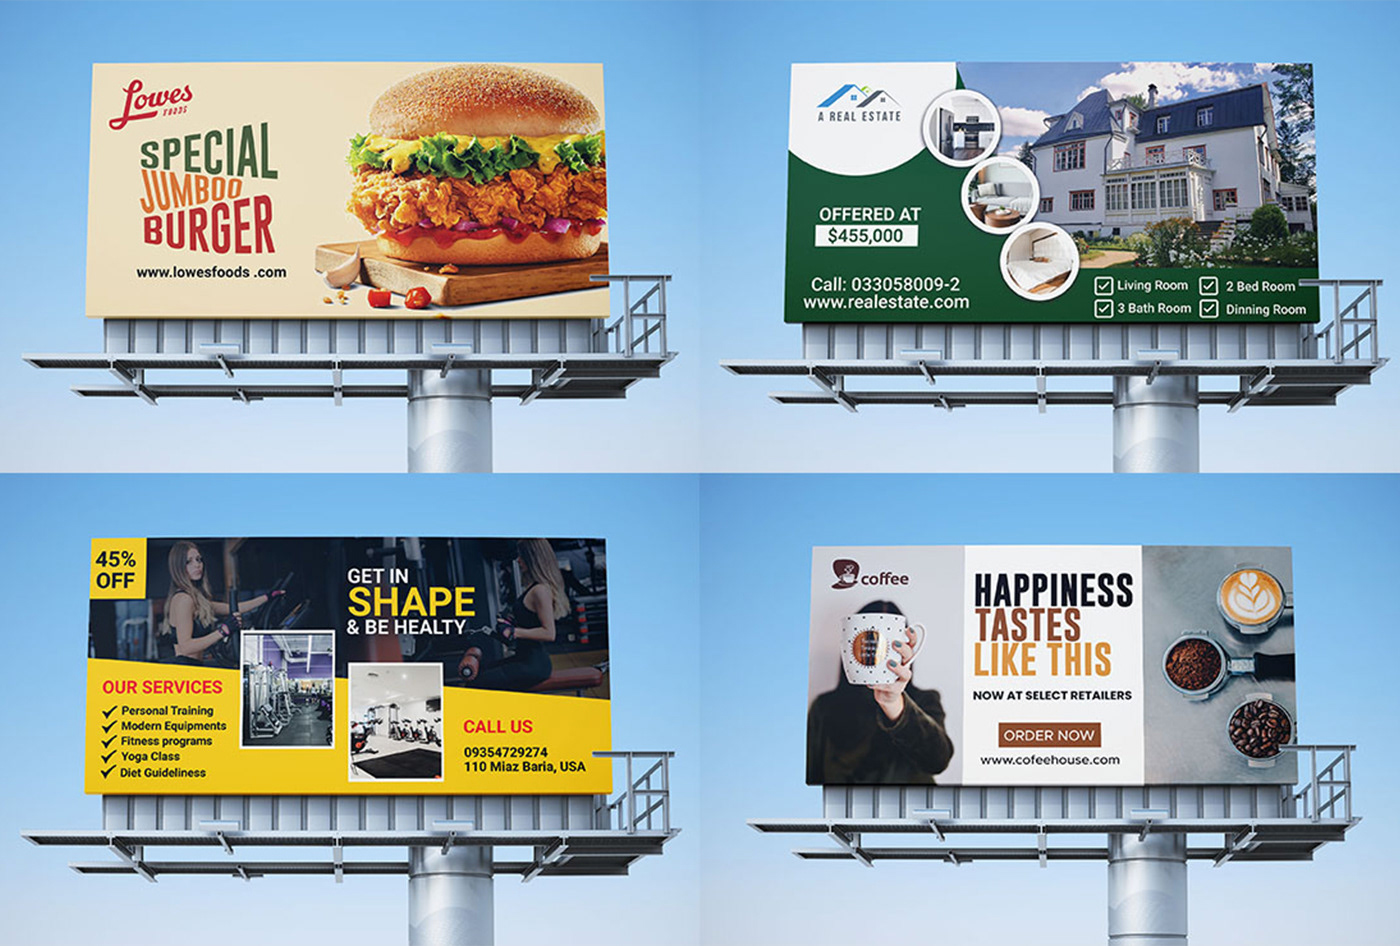 Lowes
FOODS
SPECIAL
JUMBOO
BURGER
www.lowesfoods .com
A REAL ESTATE
OFFERED AT
$455,000
Call: 033058009-2
www.realestate.com
Living Room
2 Bed Room
3 Bath Room
Dinning Room
45%
OFF
GET IN
SHAPE
& BE HEALTY
OUR SERVICES
Personal Training
Modern Equipments
Fitness programs
Yoga Class
Diet Guideliness
CALL US
09354729274
110 Miaz Baria, USA
coffee
HAPPINESS
TASTES
LIKE THIS
NOW AT SELECT RETAILERS
ORDER NOW
www.cofeehouse.com